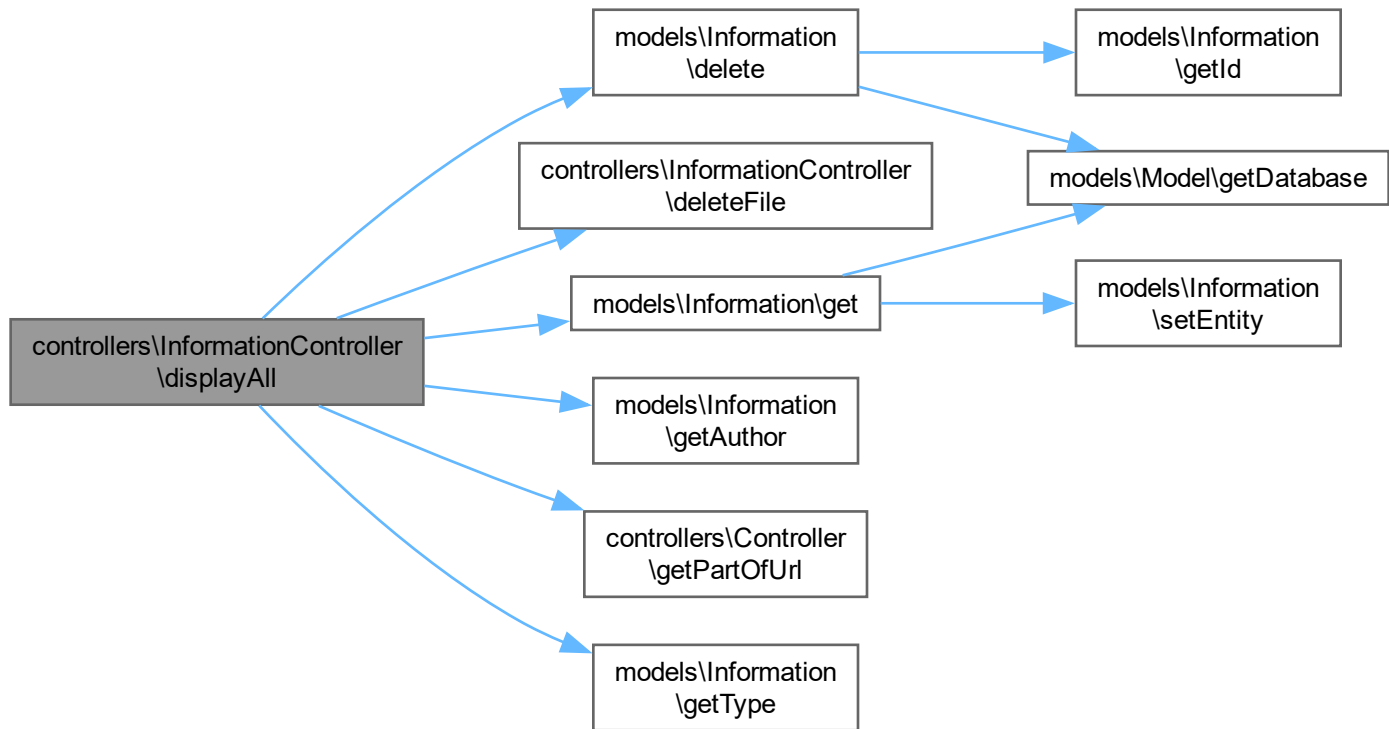 controllers\InformationController
\displayAll
models\Information
\delete
controllers\InformationController
\deleteFile
models\Information\get
models\Information
\getAuthor
controllers\Controller
\getPartOfUrl
models\Information
\getType
models\Information
\getId
models\Model\getDatabase
models\Information
\setEntity